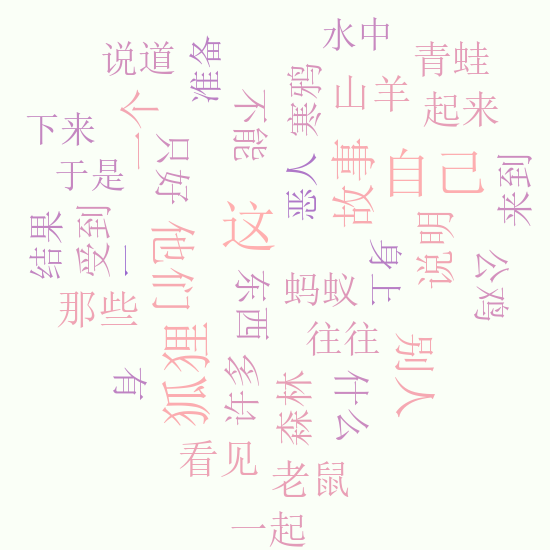 水中
说道
准备
青蛙
寒鸦
山羊
一个
不能
起来
下来
只好
故事
自己
于是
恶人
来到
这
受到
结果
他们
说明
一
身上
公鸡
东西
蚂蚁
那些
往往
狐狸
别人
许多
有
森林
什么
看见
老鼠
一起